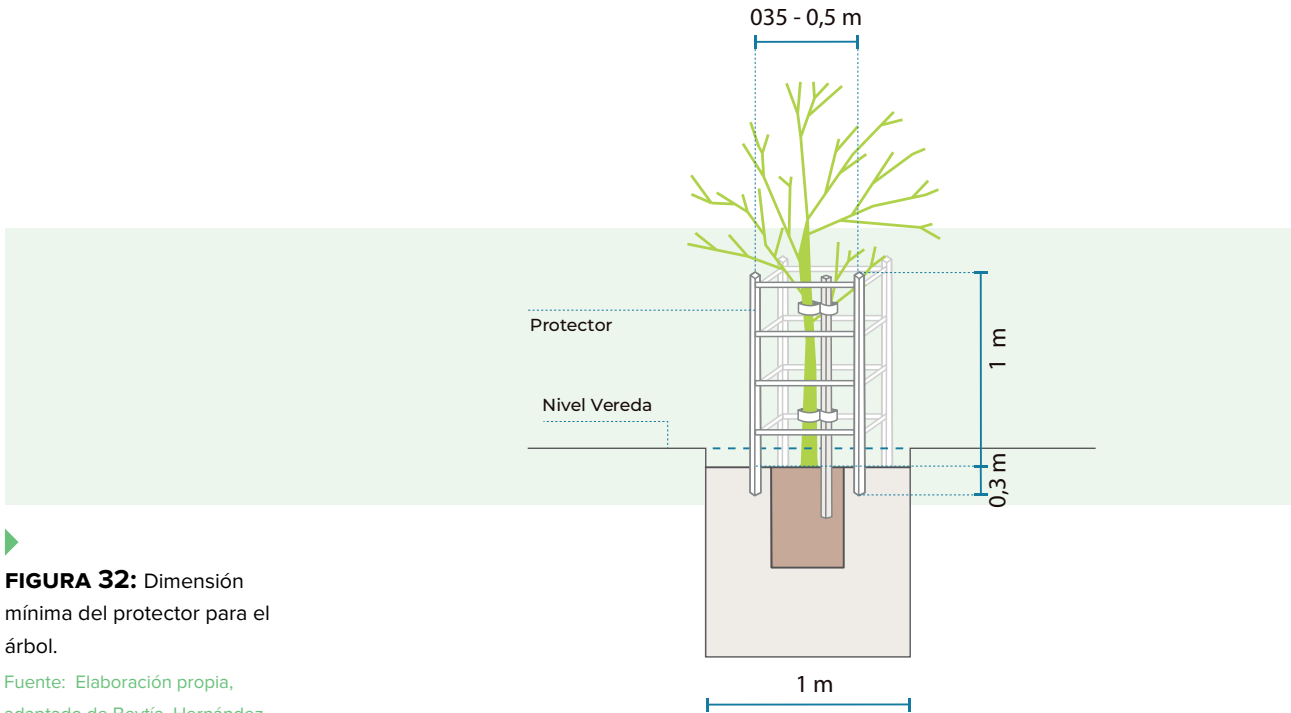 035 - 0,5 m
Protector
1 m
Nivel Vereda
0,3 m
FIGURA 32: Dimensión
mínima del protector para el
árbol.
Fuente: Elaboración propia,
1 m